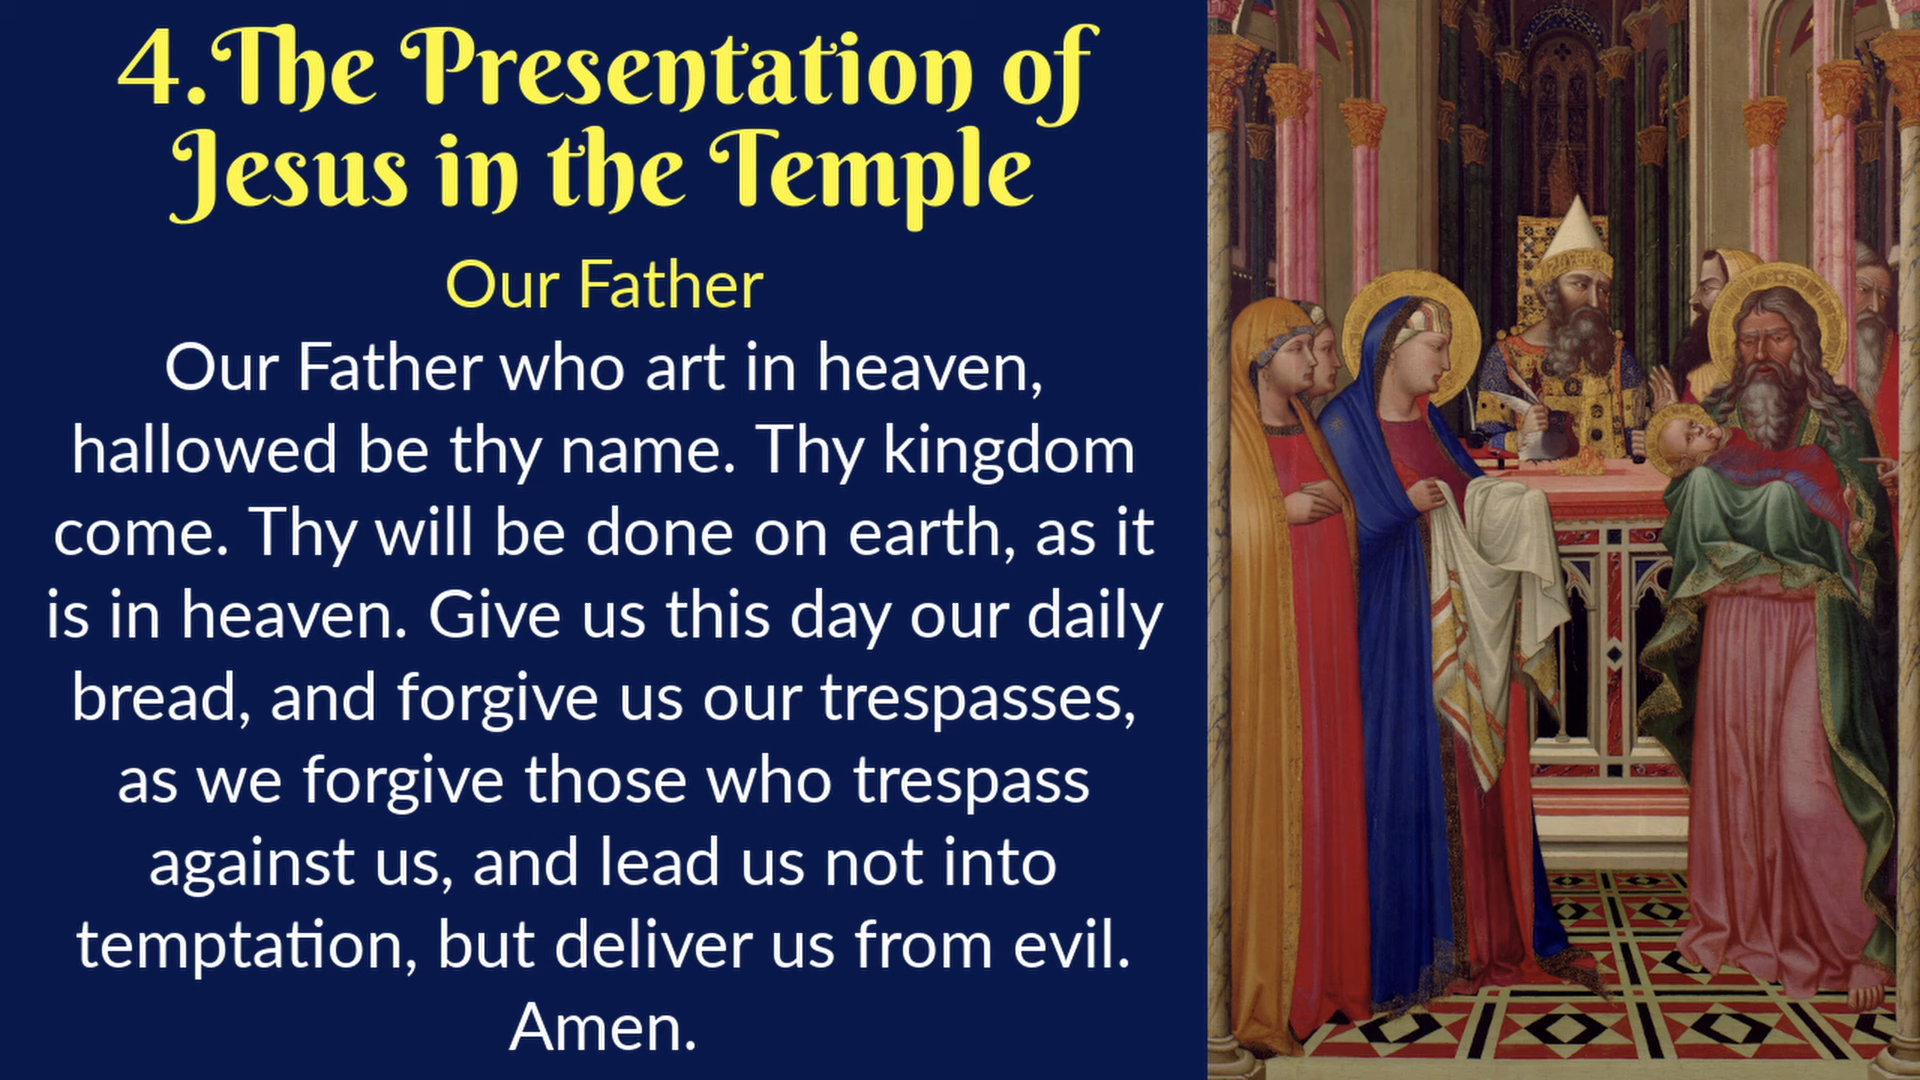 4.The Presentation of
Jesus in the Temple
Our Father
Our Father who art in heaven,
hallowed be thy name. Thy kingdom
come. Thy will be done on earth, as it
is in heaven. Give us this day our daily
bread, and forgive us our trespasses,
as we forgive those who trespass
against us, and lead us not into
temptation, but deliver us from evil.
Amen.